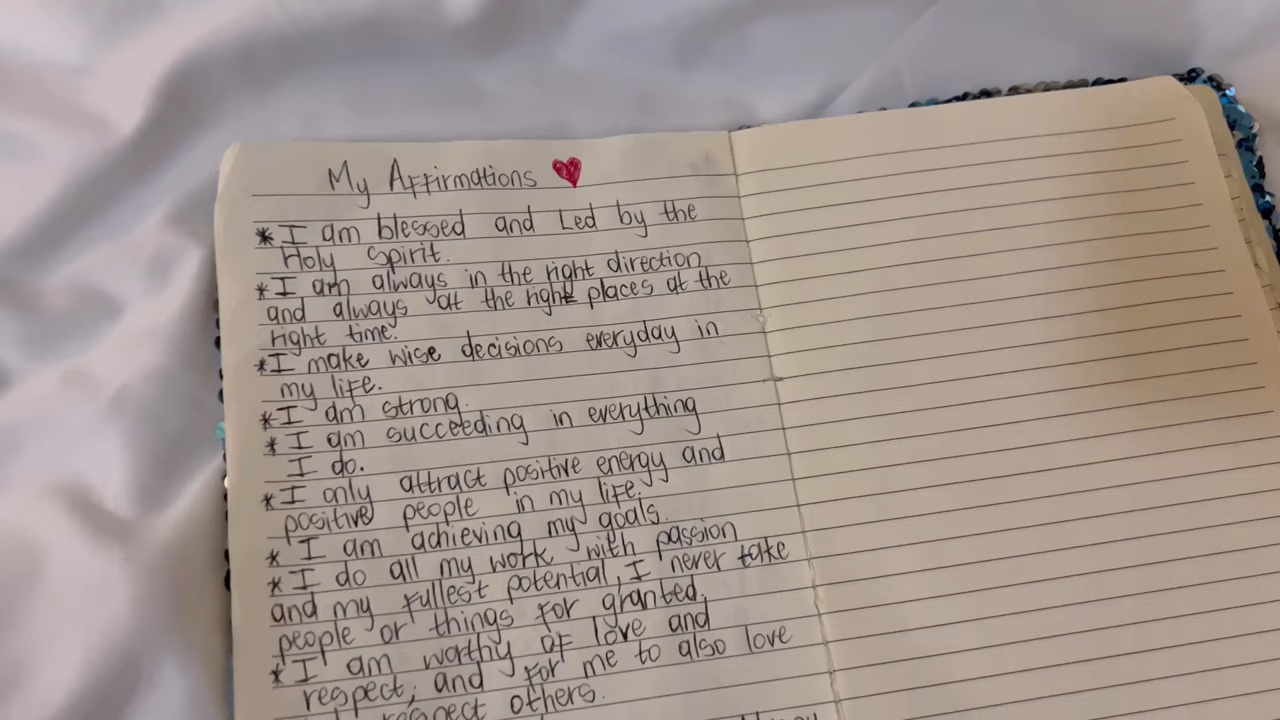 My Affirmations ♥
* I am blessed and Led by the
Holy Spirit.
* I am always in the right direction
and always at the right places at the
right time.
* I make wise decisions everyday in
my life.
* I am strong.
* I am succeeding in everything
I do.
* I only attract positive energy and
positive people in my life.
* I am achieving my goals.
* I do all my work with passion
and my fullest potential, I never take
people or things for granted.
* I am worthy of love and
respect, and for me to also love
respect others.